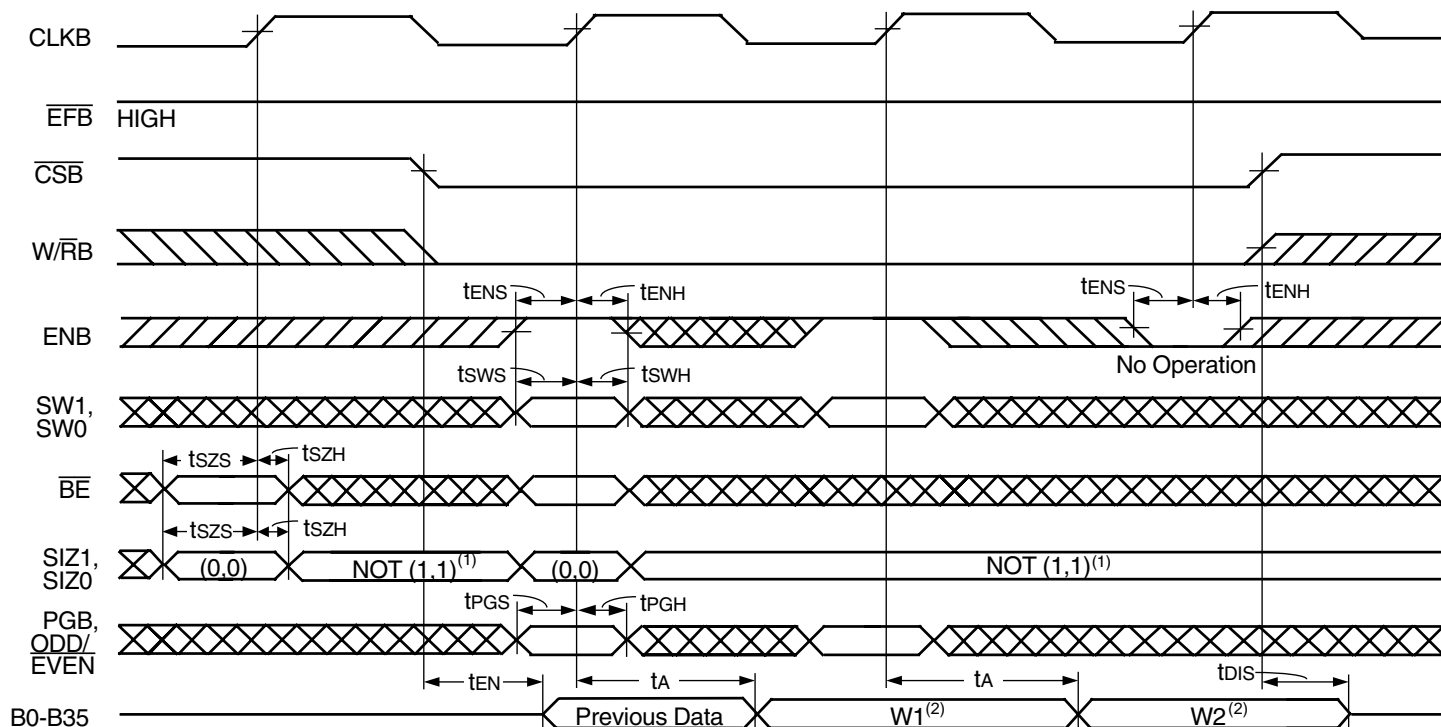 CLKB
EFB HIGH
CSB
W/RB
tENS tENH tENS tENH
ENB
No Operation
tSWS tSWH
SW1,
SW0
tSZS tSZH
BE
tSZS tSZH
SIZ1,
SIZ0
(0,0) NOT (1,1)(1) (0,0) NOT (1,1)(1)
tPGS tPGH
PGB,
ODD/
EVEN
tEN tA tA tDIS
B0-B35 Previous Data W1(2) W2(2)